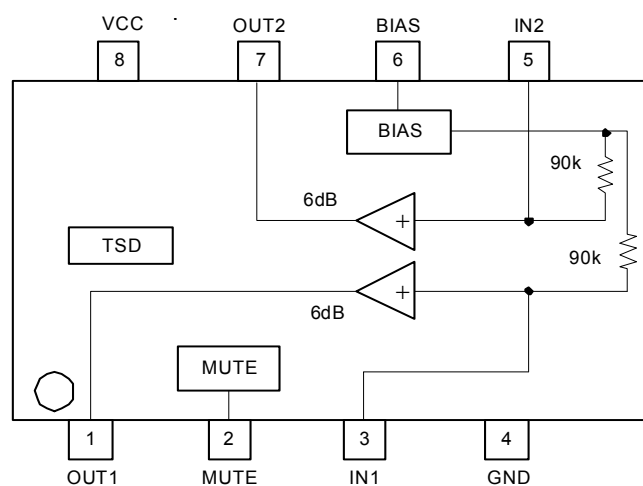 VCC OUT2 BIAS IN2
8 7 6 5
BIAS
90k
6dB
+
TSD
90k
+
6dB
MUTE
1 2 3 4
OUT1 MUTE IN1 GND